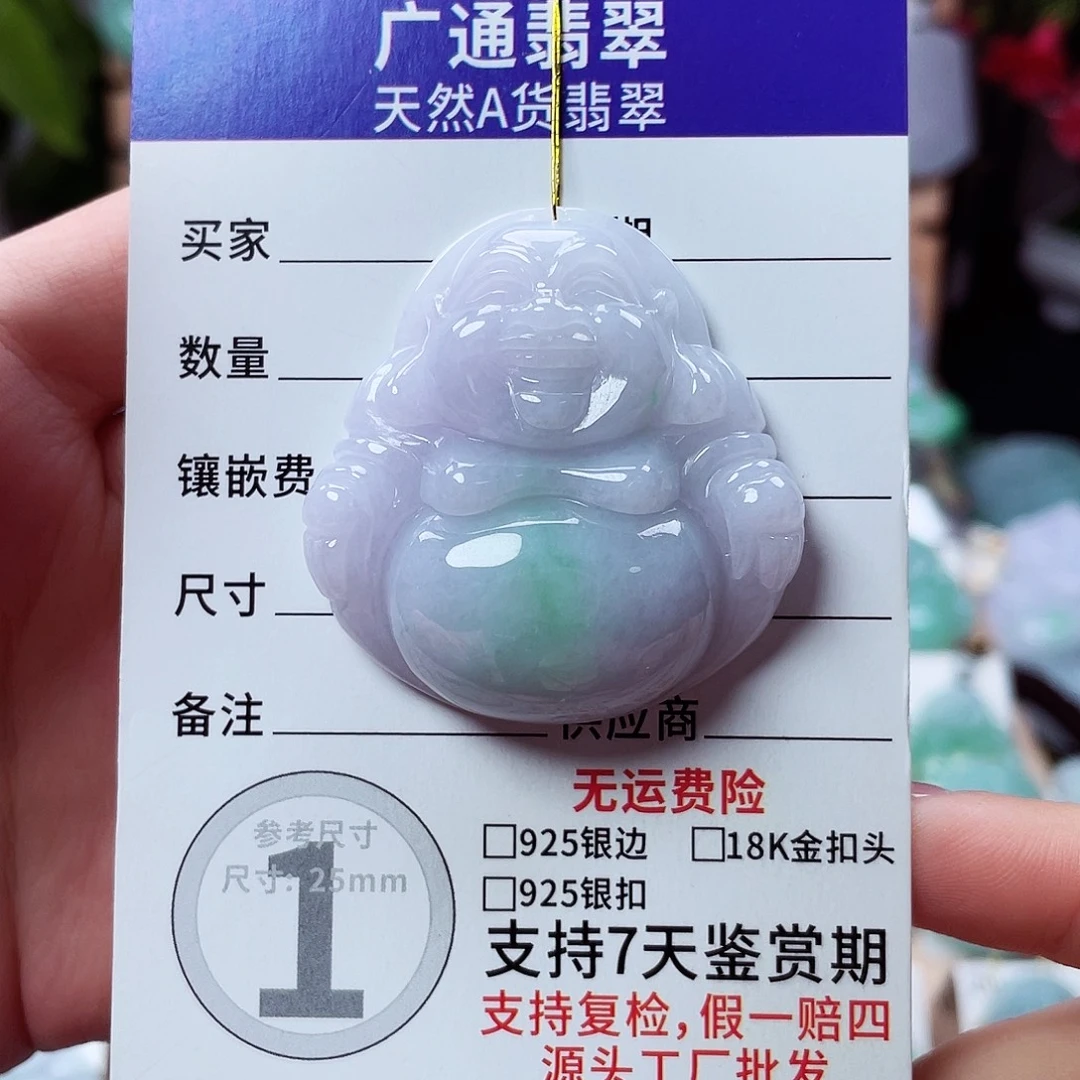 广通翡翠
天然A货翡翠
买家
数量
镶嵌费
尺寸
备注 供应商
无运费险
参考尺寸
尺寸: 25mm
1
□925银边 □18K金扣头
□925银扣
支持7天鉴赏期
支持复检,假一赔四
源头工厂批发